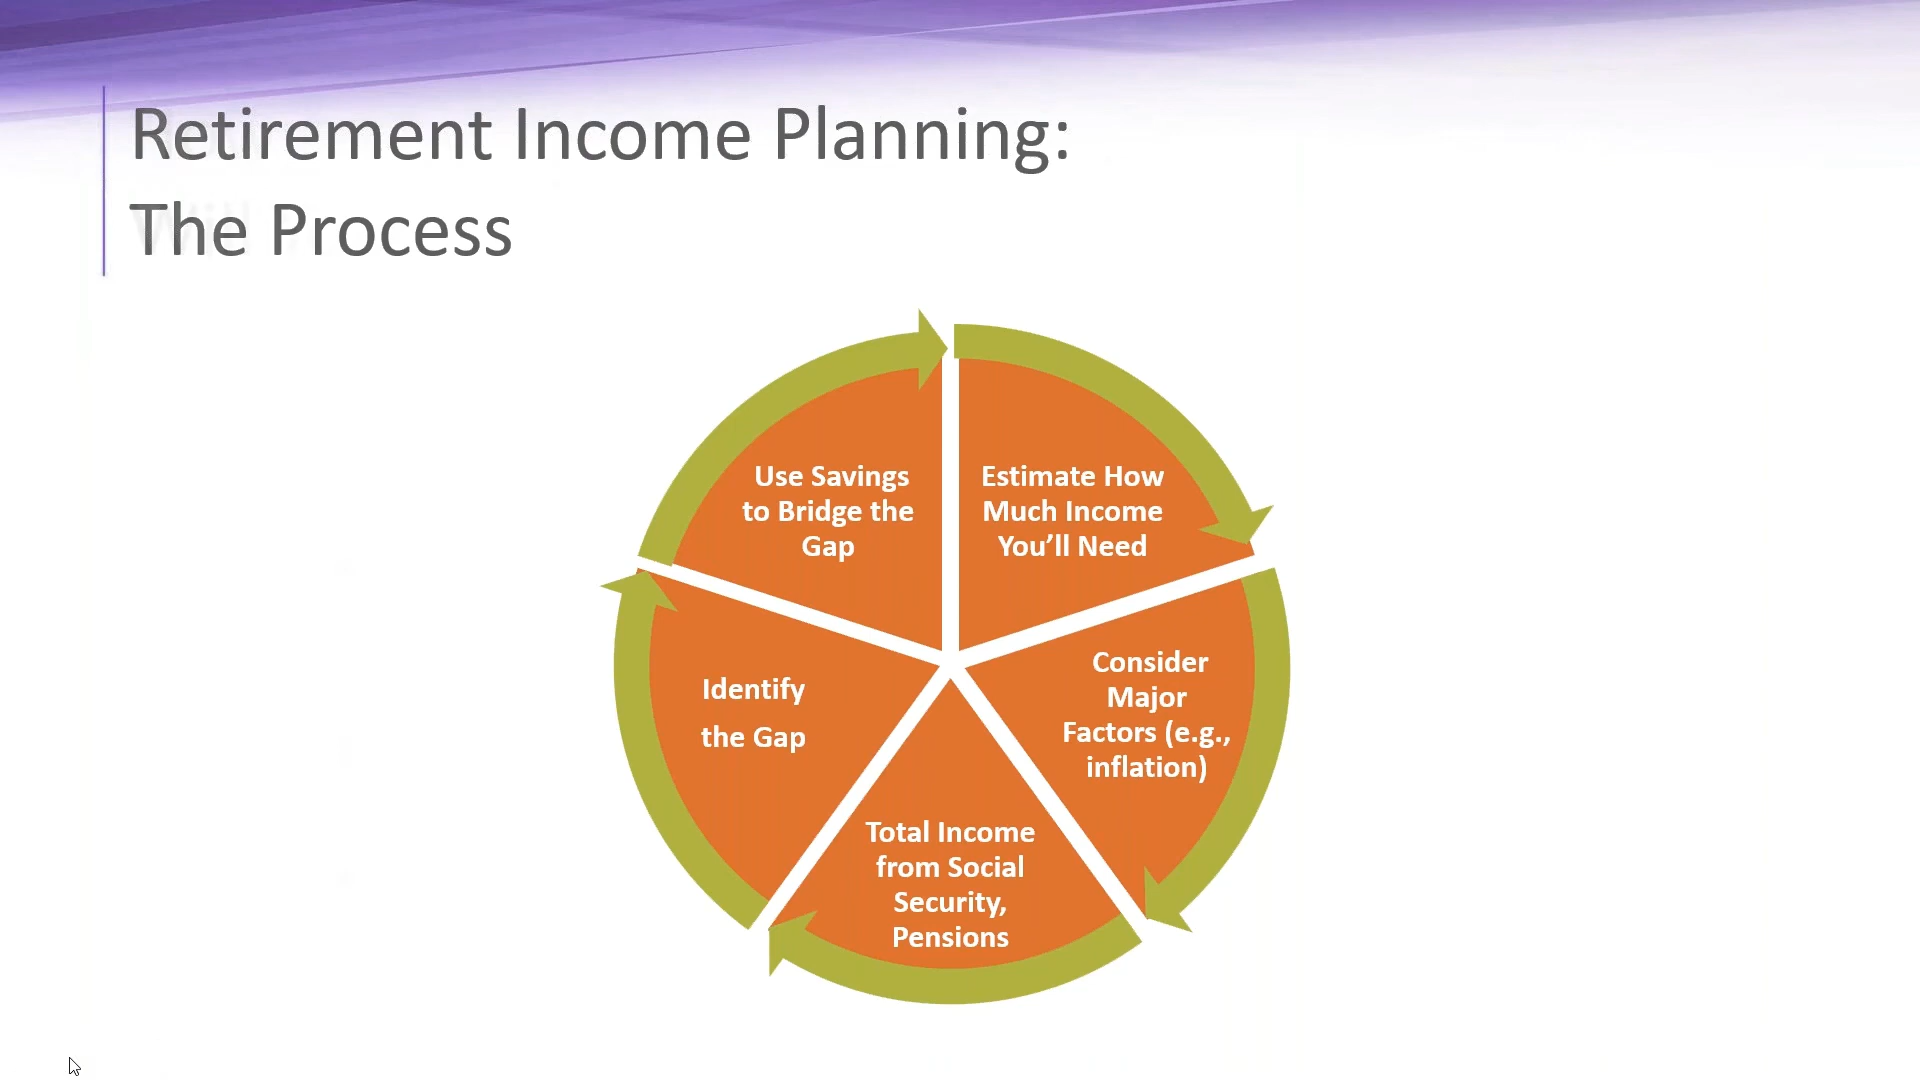 Retirement Income Planning:
The Process
Estimate How
Much Income
You’ll Need
Consider
Major
Factors (e.g.,
inflation)
Total Income
from Social
Security,
Pensions
Identify
the Gap
Use Savings
to Bridge the
Gap